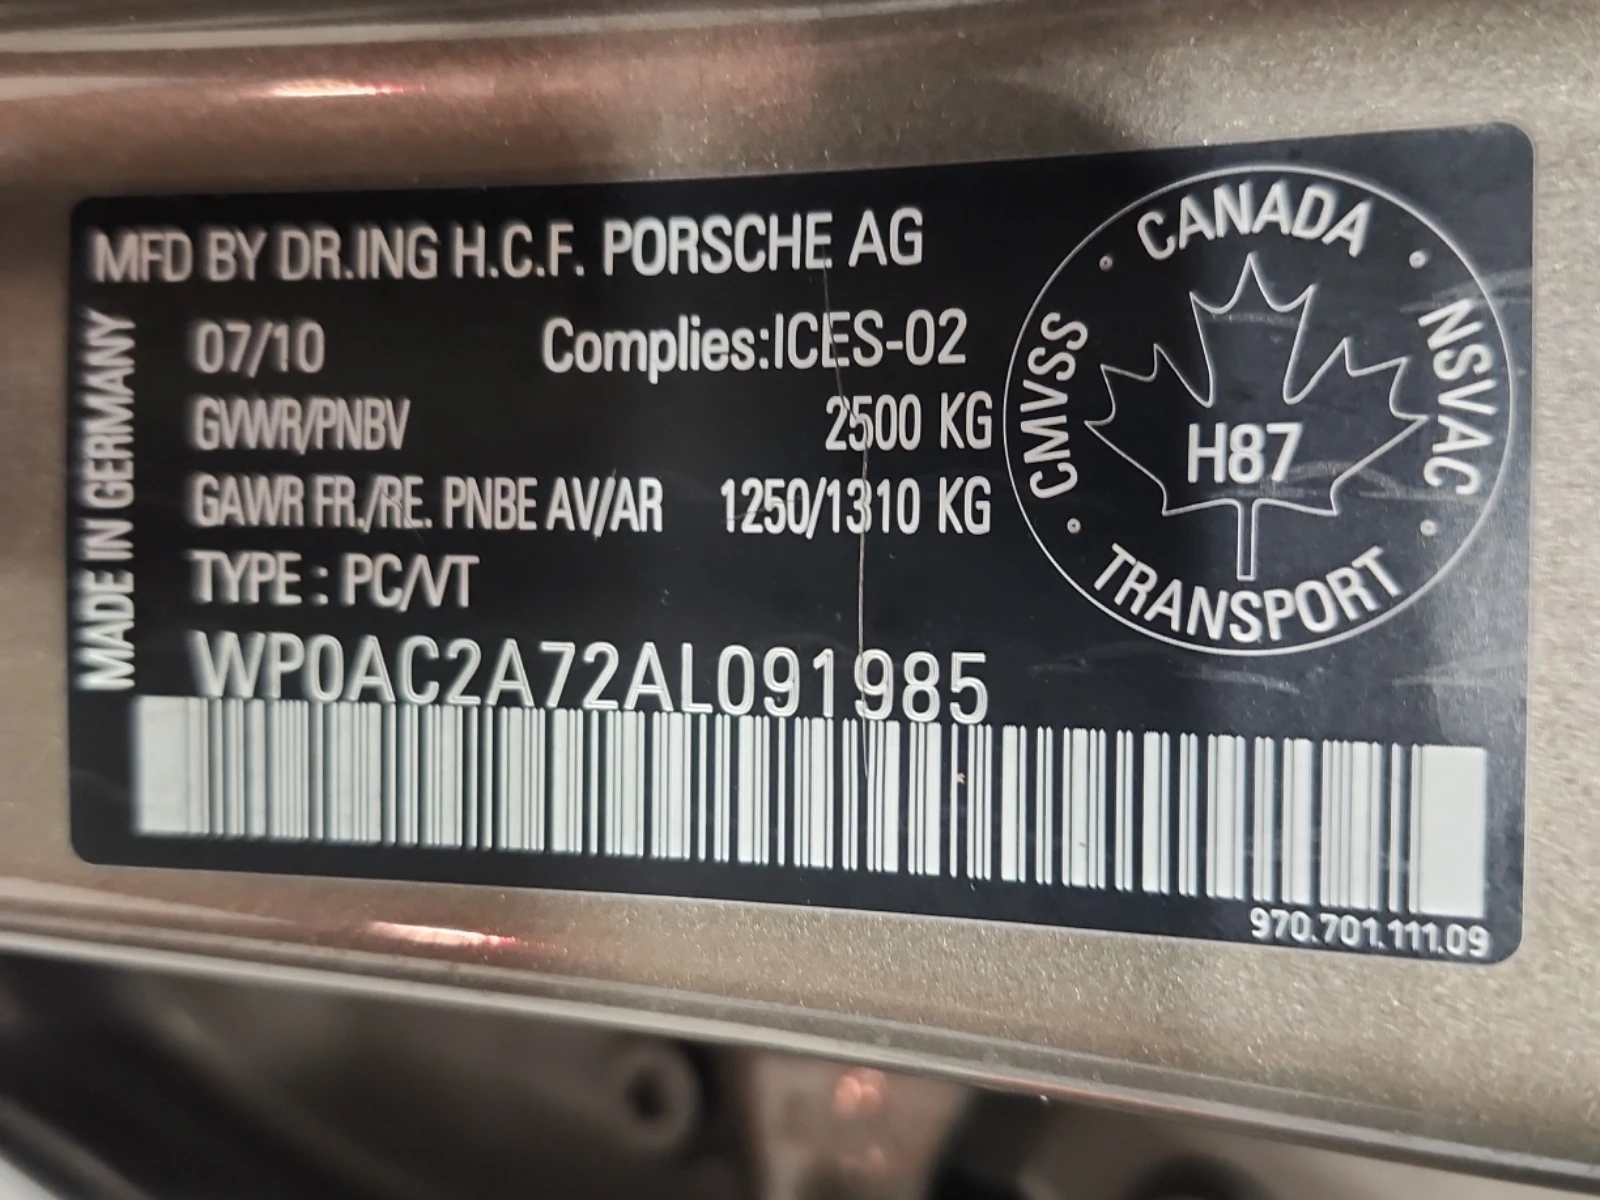 MFD BY DR.ING H.C.F. PORSCHE AG
07/10 Complies:ICES-02
GVWR/PNBV 2500 KG
GAWR FR./RE. PNBE AV/AR 1250/1310 KG
TYPE : PC/VT
WP0AC2A72AL091985
MADE IN GERMANY
CANADA
CMVSS
NSVAC
H87
TRANSPORT
970.701.111.09